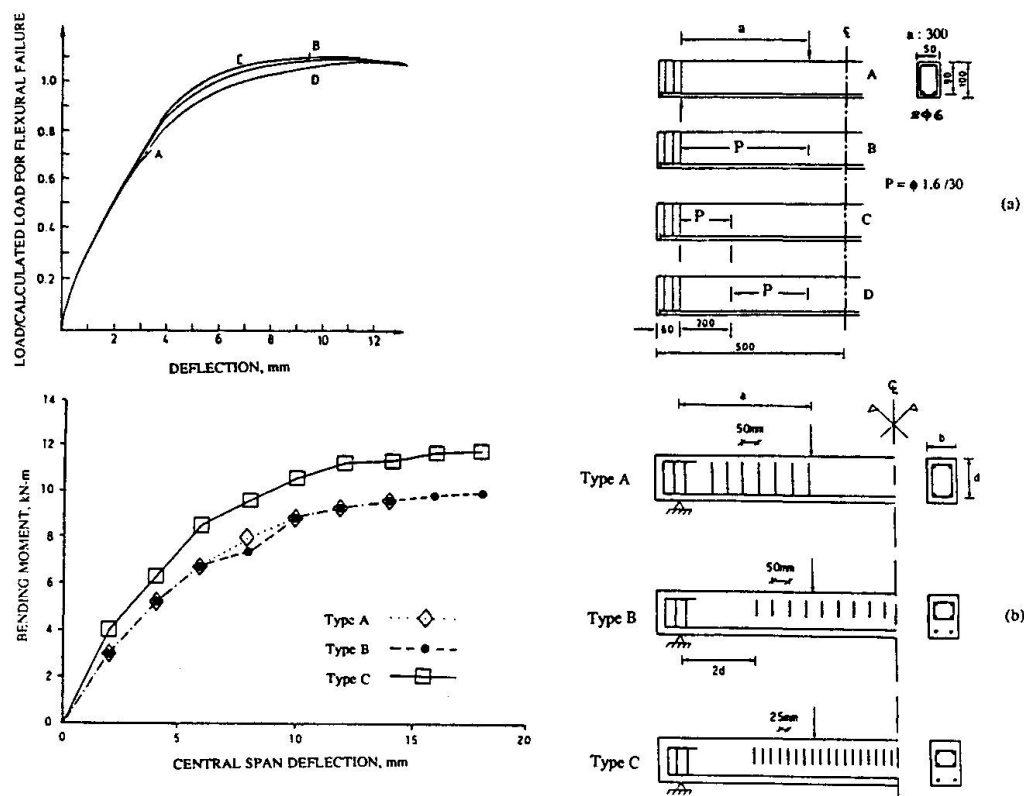 LOAD/CALCULATED LOAD FOR FLEXURAL FAILURE
1.0
0.8
0.6
0.4
0.2
2 4 6 8 10 12
DEFLECTION, mm
A
B
C
D
a
℄
a : 300
50
90
100
2ϕ6
A
P
B
P = ϕ 1.6 /30
P
C
P
D
60
200
500
(a)
BENDING MOMENT, kN-m
14
12
10
8
6
4
2
0
0 5 10 15 20
CENTRAL SPAN DEFLECTION, mm
Type A
Type B
Type C
a
℄
50mm
b
d
Type A
50mm
Type B
2d
(b)
25mm
Type C